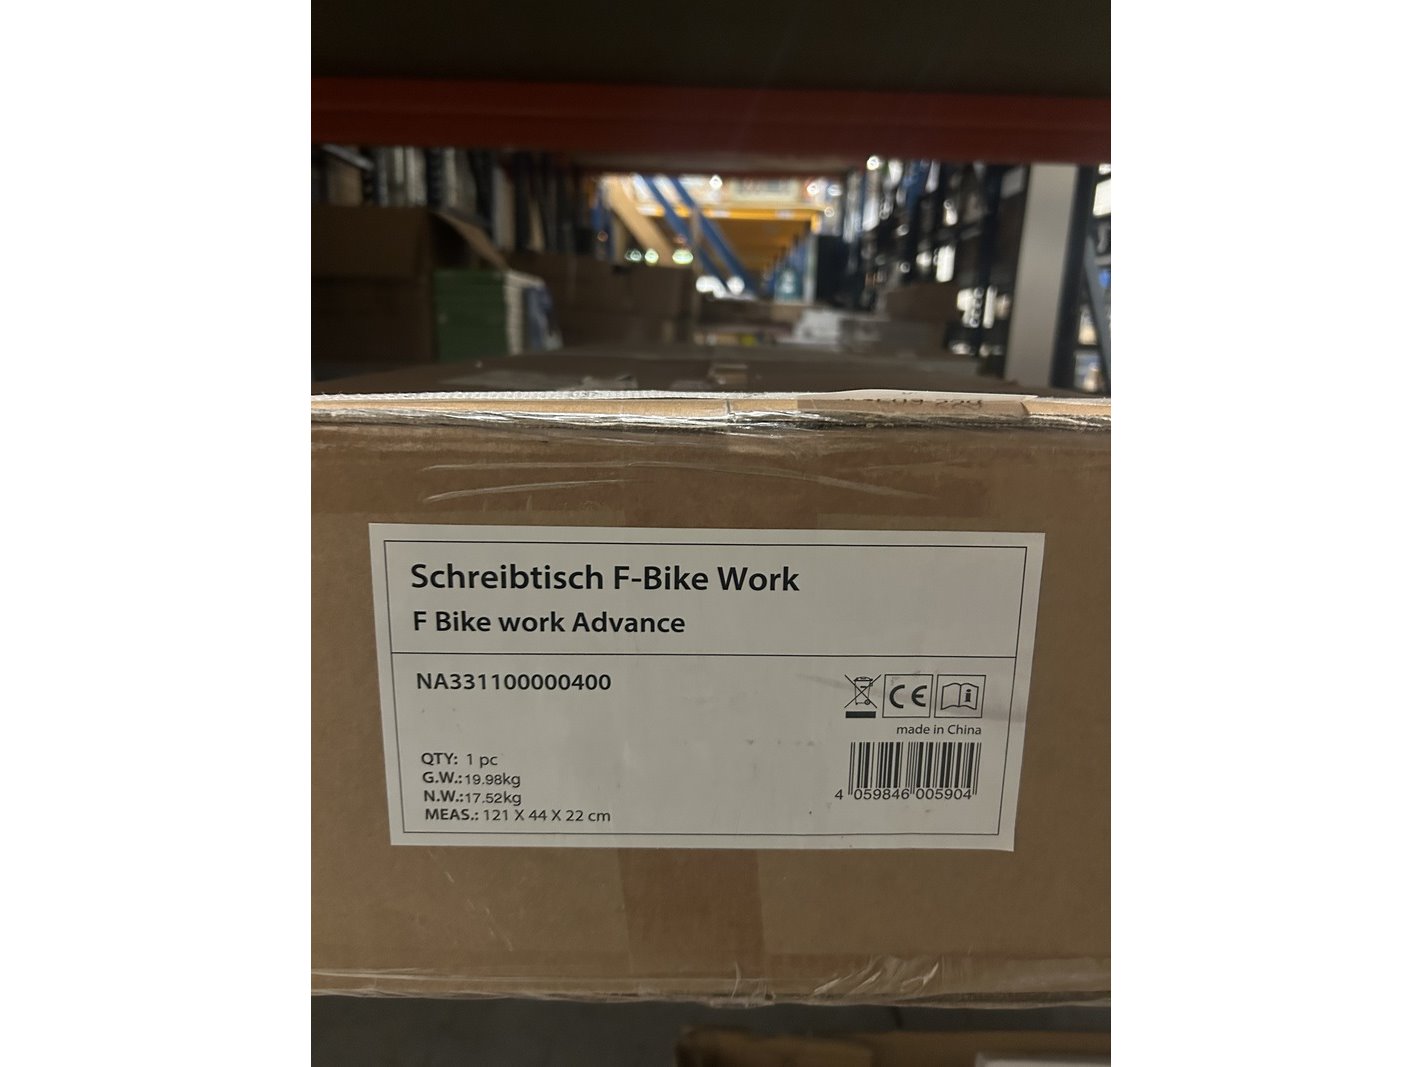 Schreibtisch F-Bike Work
F Bike work Advance
NA331100000400
CE
made in China
QTY: 1 pc
G.W.:19.98kg
N.W.:17.52kg
MEAS.: 121 X 44 X 22 cm
4 059846 005904